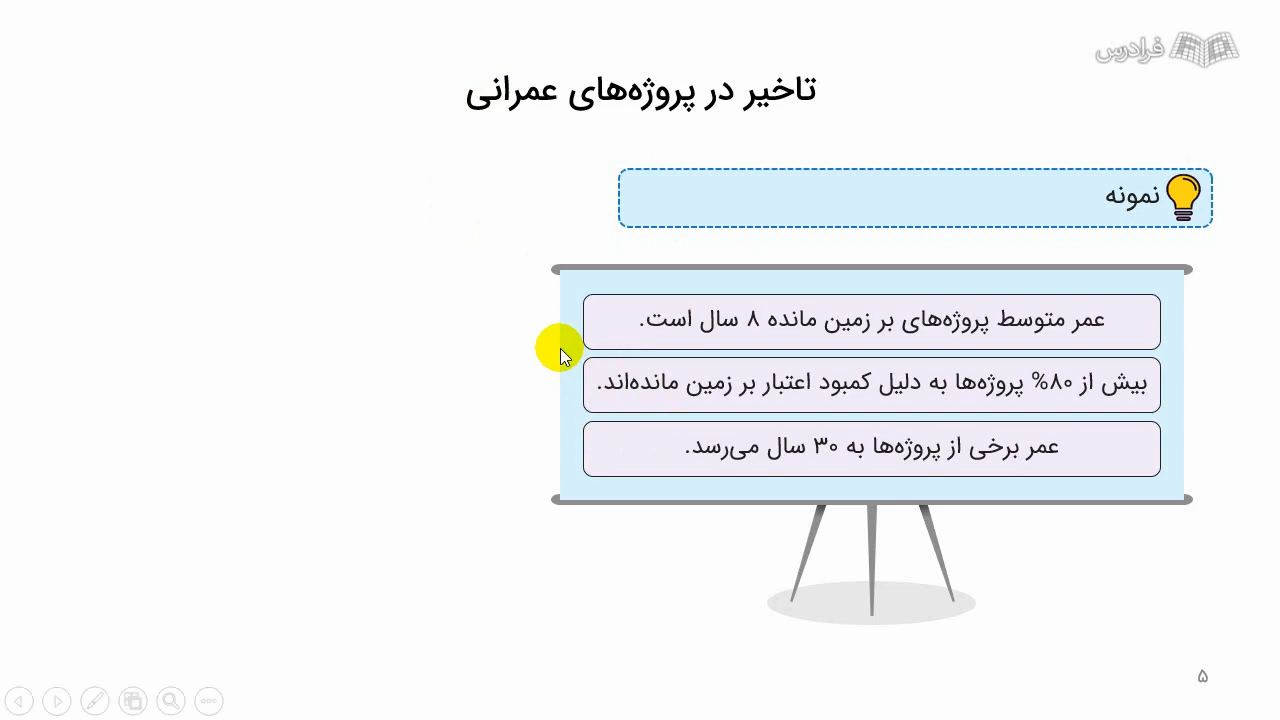 فرادرس
تاخیر در پروژه‌های عمرانی
نمونه
عمر متوسط پروژه‌های بر زمین مانده ۸ سال است.
بیش از ۸۰% پروژه‌ها به دلیل کمبود اعتبار بر زمین مانده‌اند.
عمر برخی از پروژه‌ها به ۳۰ سال می‌رسد.
۵